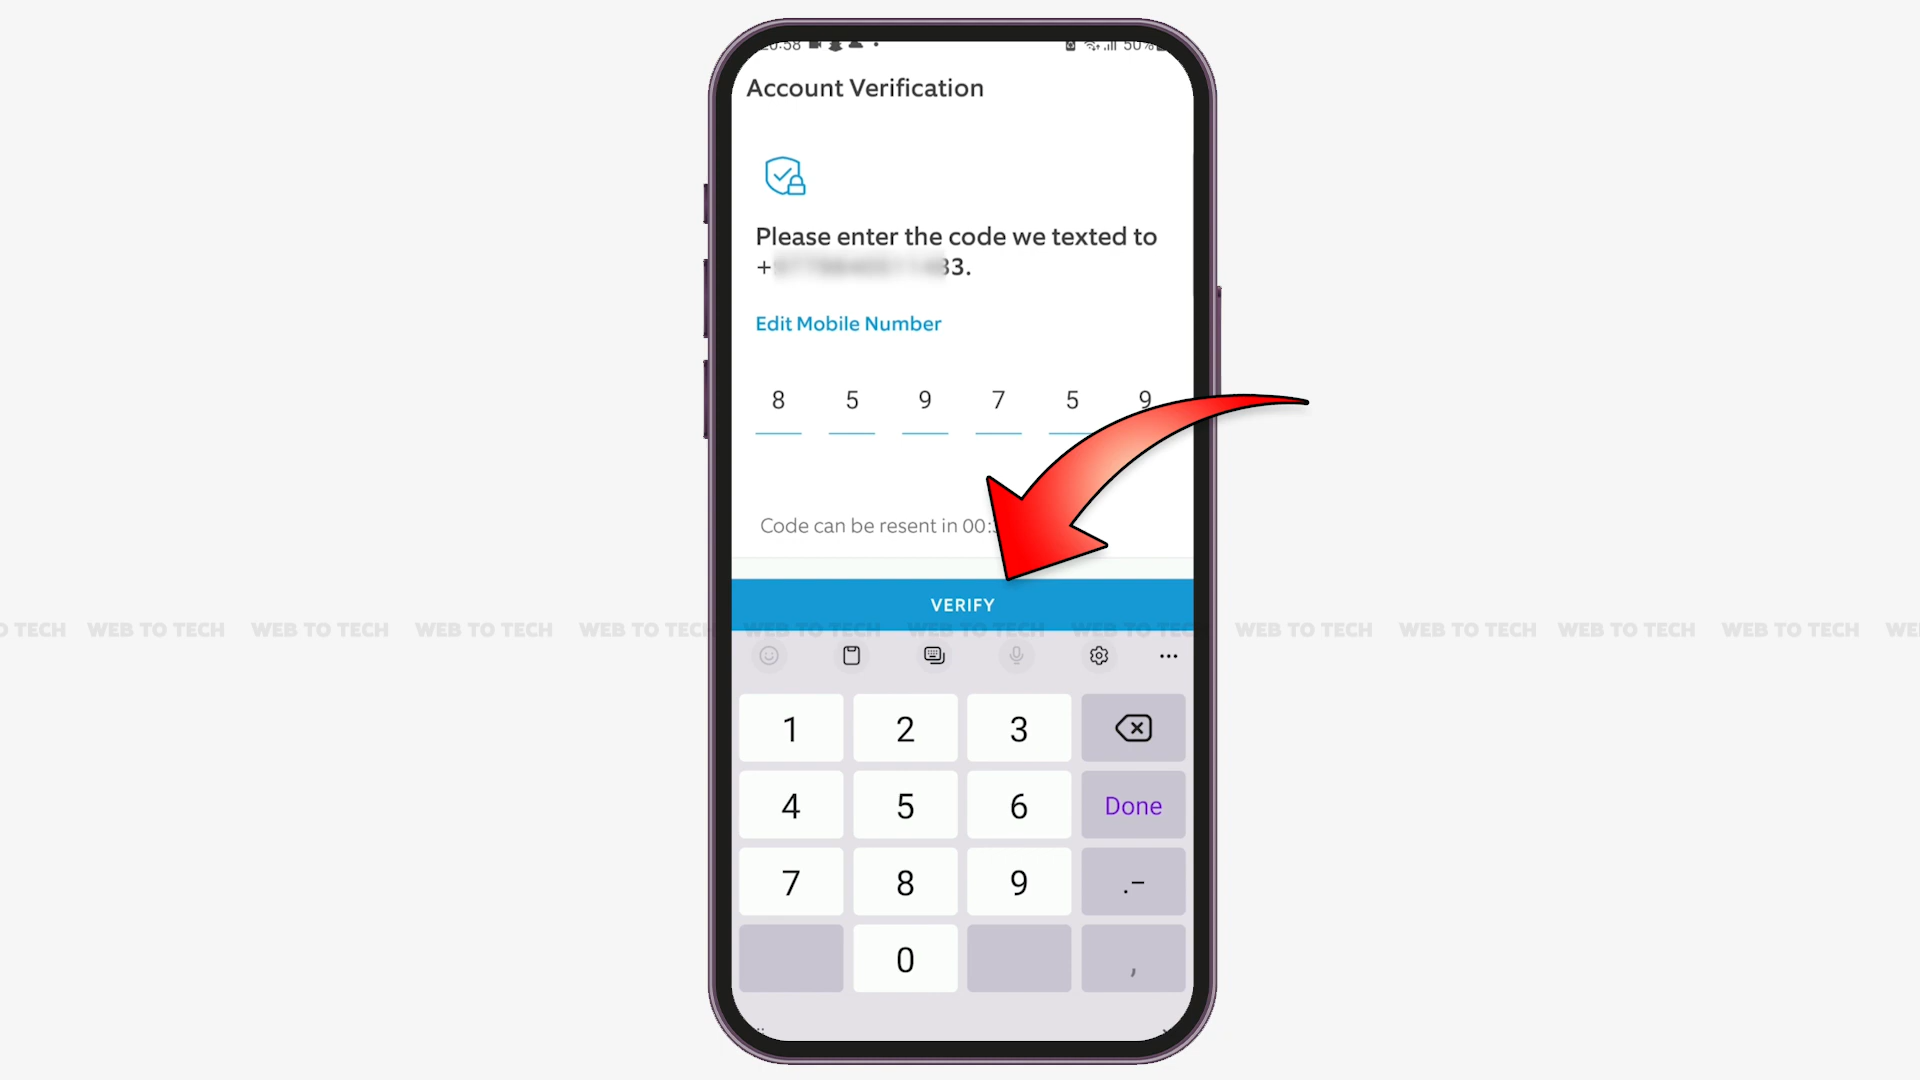 Account Verification
Please enter the code we texted to
+ 33.
Edit Mobile Number
8 5 9 7 5 9
Code can be resent in 00:
VERIFY
WEB TO TECH WEB TO TECH WEB TO TECH WEB TO TECH WEB TO TECH WEB TO TECH WEB TO TECH WEB TO TECH WEB TO TECH WEB TO TECH WEB TO TECH
1 2 3
4 5 6 Done
7 8 9 .-
0 ,